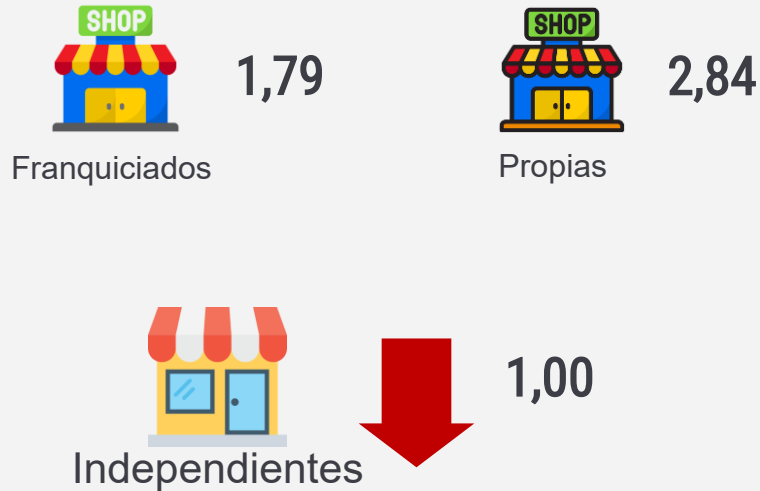 SHOP
1,79
SHOP
2,84
Franquiciados
Propias
1,00
Independientes